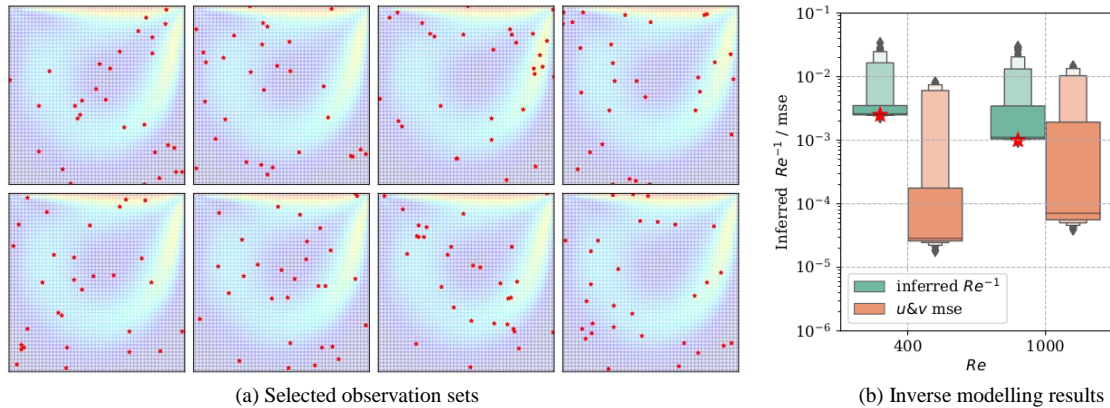 10⁻¹
10⁻²
10⁻³
10⁻⁴
10⁻⁵
10⁻⁶
Inferred Re⁻¹ / mse
inferred Re⁻¹
u&v mse
400
1000
Re
(a) Selected observation sets
(b) Inverse modelling results